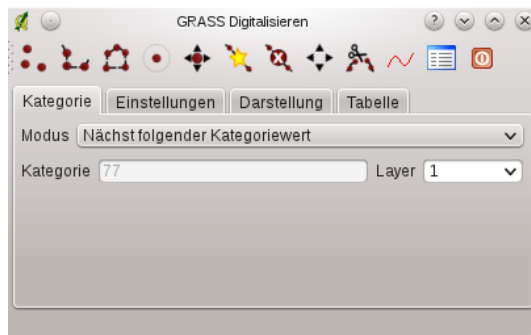 GRASS Digitalisieren
Kategorie Einstellungen Darstellung Tabelle
Modus Nächst folgender Kategoriewert
Kategorie 77 Layer 1